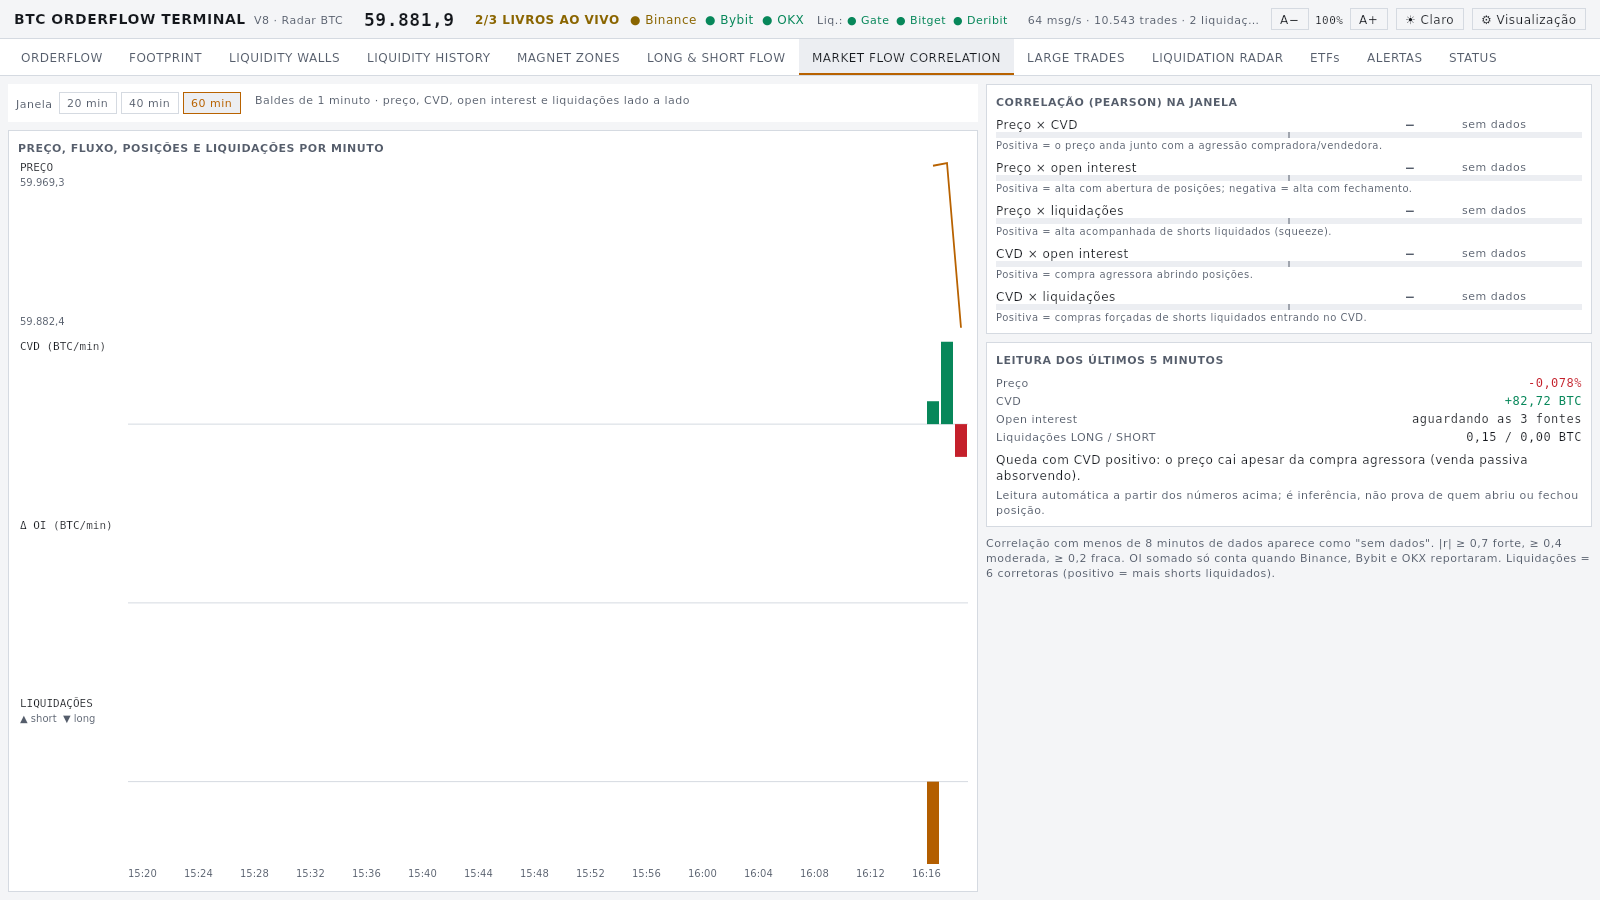 BTC ORDERFLOW TERMINAL V8 · Radar BTC 59.881,9 2/3 LIVROS AO VIVO ● Binance ● Bybit ● OKX Liq.: ● Gate ● Bitget ● Deribit 64 msg/s · 10.543 trades · 2 liquidaç… A− 100% A+ ☀ Claro ⚙ Visualização
ORDERFLOW FOOTPRINT LIQUIDITY WALLS LIQUIDITY HISTORY MAGNET ZONES LONG & SHORT FLOW MARKET FLOW CORRELATION LARGE TRADES LIQUIDATION RADAR ETFs ALERTAS STATUS
Janela 20 min 40 min 60 min Baldes de 1 minuto · preço, CVD, open interest e liquidações lado a lado
PREÇO, FLUXO, POSIÇÕES E LIQUIDAÇÕES POR MINUTO
PREÇO
59.969,3
59.882,4
CVD (BTC/min)
Δ OI (BTC/min)
LIQUIDAÇÕES
▲ short ▼ long
15:20 15:24 15:28 15:32 15:36 15:40 15:44 15:48 15:52 15:56 16:00 16:04 16:08 16:12 16:16
CORRELAÇÃO (PEARSON) NA JANELA
Preço × CVD — sem dados
Positiva = o preço anda junto com a agressão compradora/vendedora.
Preço × open interest — sem dados
Positiva = alta com abertura de posições; negativa = alta com fechamento.
Preço × liquidações — sem dados
Positiva = alta acompanhada de shorts liquidados (squeeze).
CVD × open interest — sem dados
Positiva = compra agressora abrindo posições.
CVD × liquidações — sem dados
Positiva = compras forçadas de shorts liquidados entrando no CVD.
LEITURA DOS ÚLTIMOS 5 MINUTOS
Preço -0,078%
CVD +82,72 BTC
Open interest aguardando as 3 fontes
Liquidações LONG / SHORT 0,15 / 0,00 BTC
Queda com CVD positivo: o preço cai apesar da compra agressora (venda passiva
absorvendo).
Leitura automática a partir dos números acima; é inferência, não prova de quem abriu ou fechou
posição.
Correlação com menos de 8 minutos de dados aparece como "sem dados". |r| ≥ 0,7 forte, ≥ 0,4
moderada, ≥ 0,2 fraca. OI somado só conta quando Binance, Bybit e OKX reportaram. Liquidações =
6 corretoras (positivo = mais shorts liquidados).